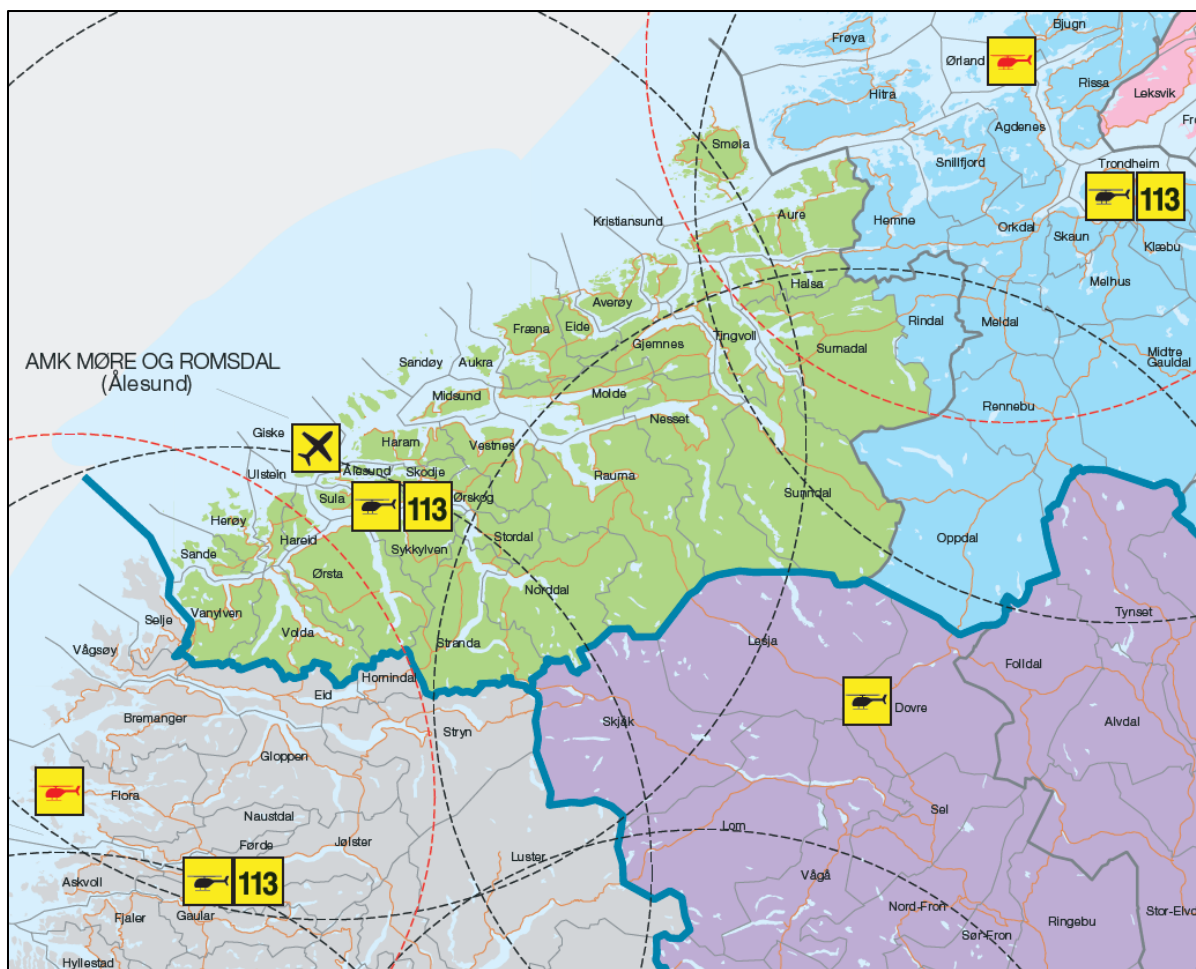 Bjugn
Frøya
Ørland
Rissa
Leksvik
Hitra
Agdenes
Smøla
Snillfjord
Trondheim
113
Kristiansund
Aure
Hemne
Orkdal
Skaun
Klæbu
Melhus
Halsa
Averøy
Rindal
Meldal
Fræna
Eide
Tingvoll
Gjemnes
Surnadal
Midtre
Gauldal
Sandøy
Aukra
AMK MØRE OG ROMSDAL
(Ålesund)
Midsund
Molde
Rennebu
Nesset
Giske
Haram
Vestnes
Ålesund
Skodje
Rauma
Ulstein
Sula
113
Ørskog
Sunndal
Herøy
Hareid
Stordal
Sykkylven
Oppdal
Sande
Ørsta
Norddal
Vanylven
Selje
Volda
Stranda
Lesja
Tynset
Vågsøy
Folldal
Hornindal
Eid
Dovre
Bremanger
Stryn
Skjåk
Alvdal
Gloppen
Flora
Naustdal
Sel
Lom
Førde
Jølster
Luster
113
Askvoll
Vågå
Fjaler
Gaular
Nord-Fron
Ringebu
Stor-Elvd
Sør-Fron
Hyllestad